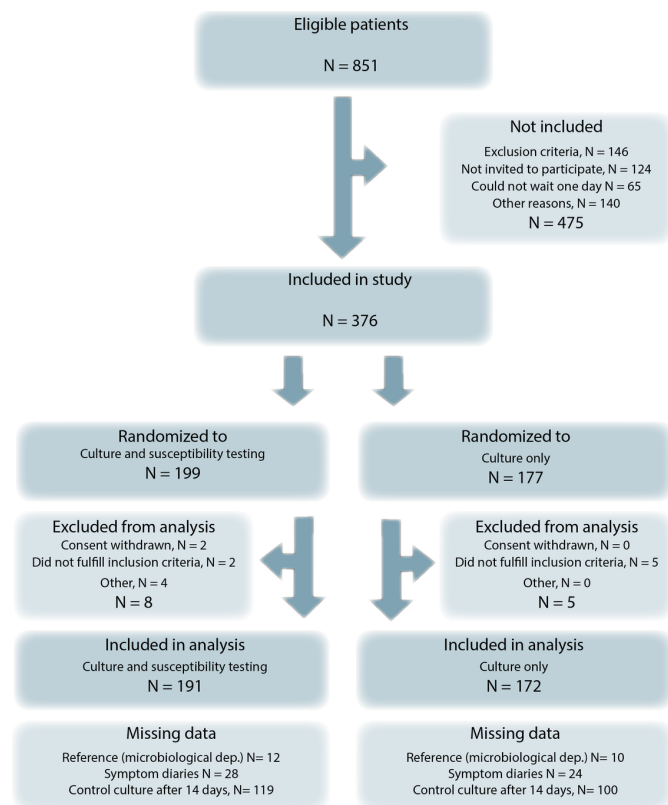 Eligible patients
N = 851
Not included
Exclusion criteria, N = 146
Not invited to participate, N = 124
Could not wait one day N = 65
Other reasons, N = 140
N = 475
Included in study
N = 376
Randomized to
Culture and susceptibility testing
N = 199
Randomized to
Culture only
N = 177
Excluded from analysis
Consent withdrawn, N = 2
Did not fulfill inclusion criteria, N = 2
Other, N = 4
N = 8
Excluded from analysis
Consent withdrawn, N = 0
Did not fulfill inclusion criteria, N = 5
Other, N = 0
N = 5
Included in analysis
Culture and susceptibility testing
N = 191
Included in analysis
Culture only
N = 172
Missing data
Reference (microbiological dep.) N= 12
Symptom diaries N = 28
Control culture after 14 days, N= 119
Missing data
Reference (microbiological dep.) N= 10
Symptom diaries N = 24
Control culture after 14 days, N= 100